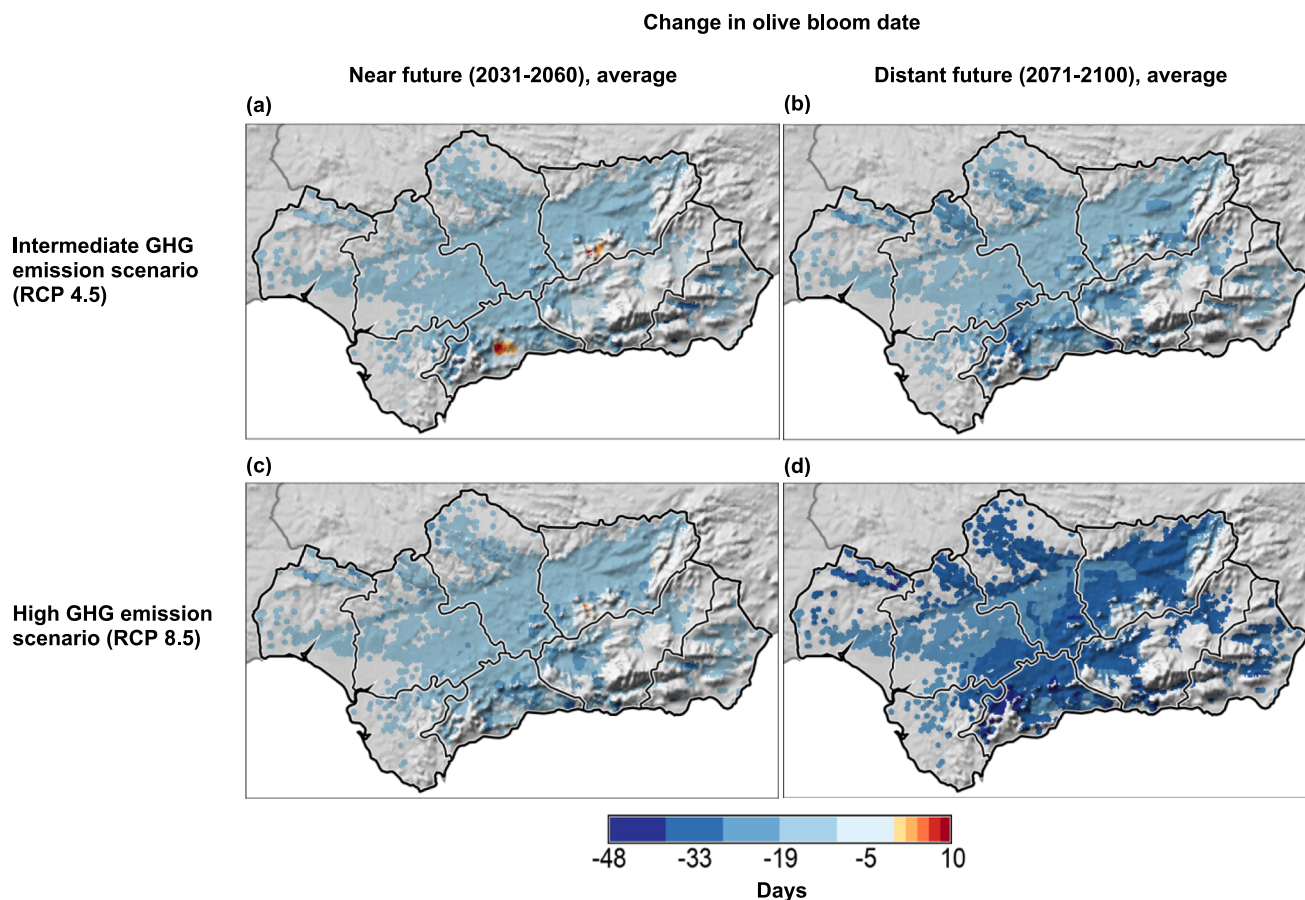 Change in olive bloom date
Near future (2031-2060), average
Distant future (2071-2100), average
(a)
(b)
Intermediate GHG
emission scenario
(RCP 4.5)
(c)
(d)
High GHG emission
scenario (RCP 8.5)
-48 -33 -19 -5 10
Days